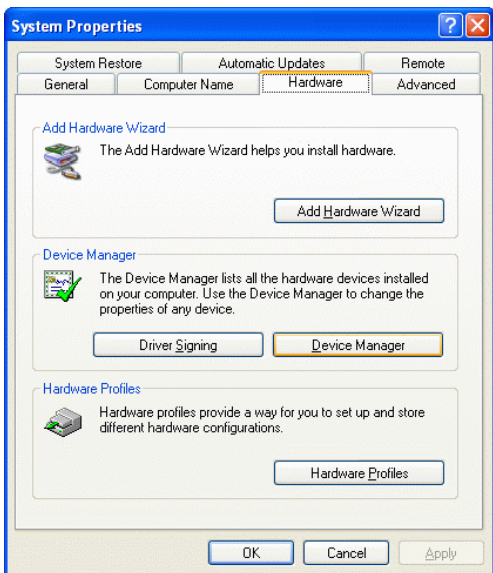 System Properties
System Restore Automatic Updates Remote
General Computer Name Hardware Advanced
Add Hardware Wizard
The Add Hardware Wizard helps you install hardware.
Add Hardware Wizard
Device Manager
The Device Manager lists all the hardware devices installed
on your computer. Use the Device Manager to change the
properties of any device.
Driver Signing Device Manager
Hardware Profiles
Hardware profiles provide a way for you to set up and store
different hardware configurations.
Hardware Profiles
OK Cancel Apply